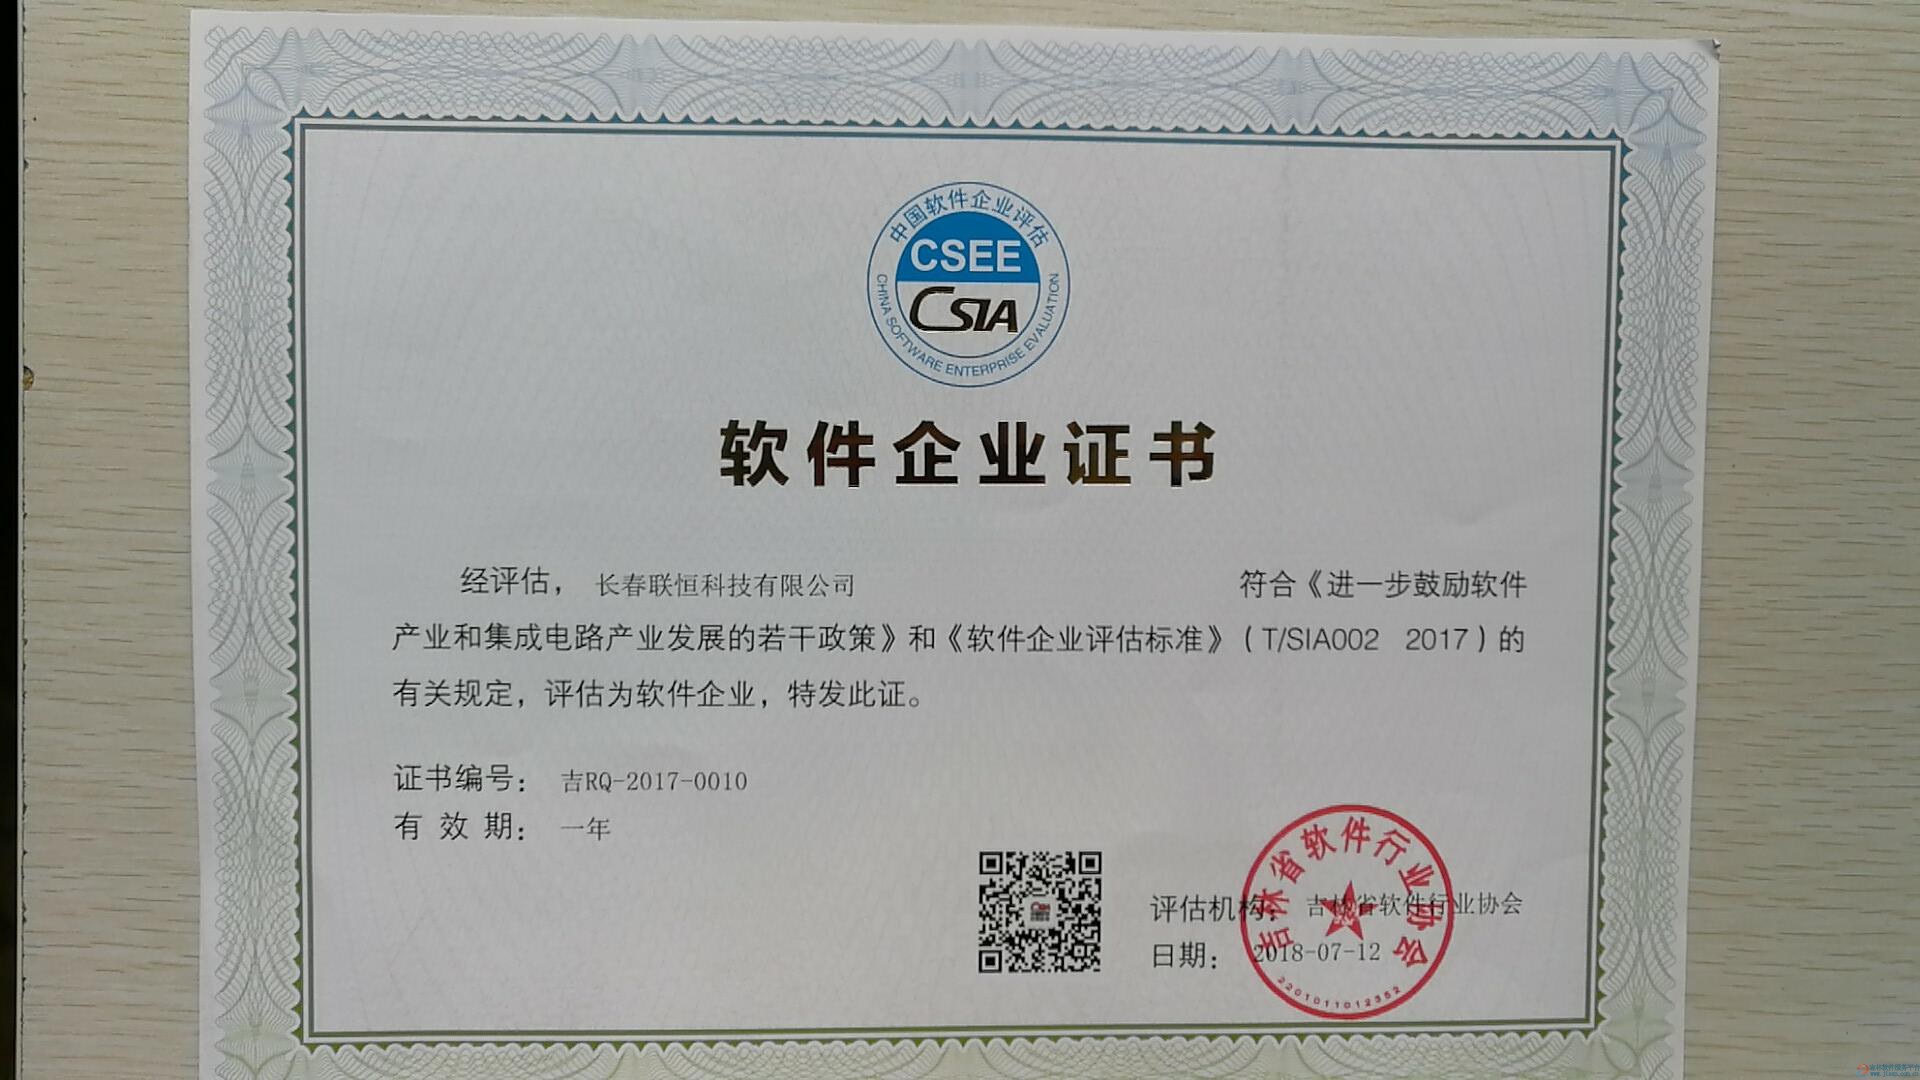 中国软件企业评估
CSEE
CSIA
CHINA SOFTWARE ENTERPRISE EVALUATION
软件企业证书
经评估， 长春联恒科技有限公司 符合《进一步鼓励软件
产业和集成电路产业发展的若干政策》和《软件企业评估标准》（T/SIA002 2017）的
有关规定，评估为软件企业，特发此证。
证书编号： 吉RQ-2017-0010
有 效 期： 一年
评估机构： 吉林省软件行业协会
日期： 2018-07-12
吉林省软件行业协会
2201011012352